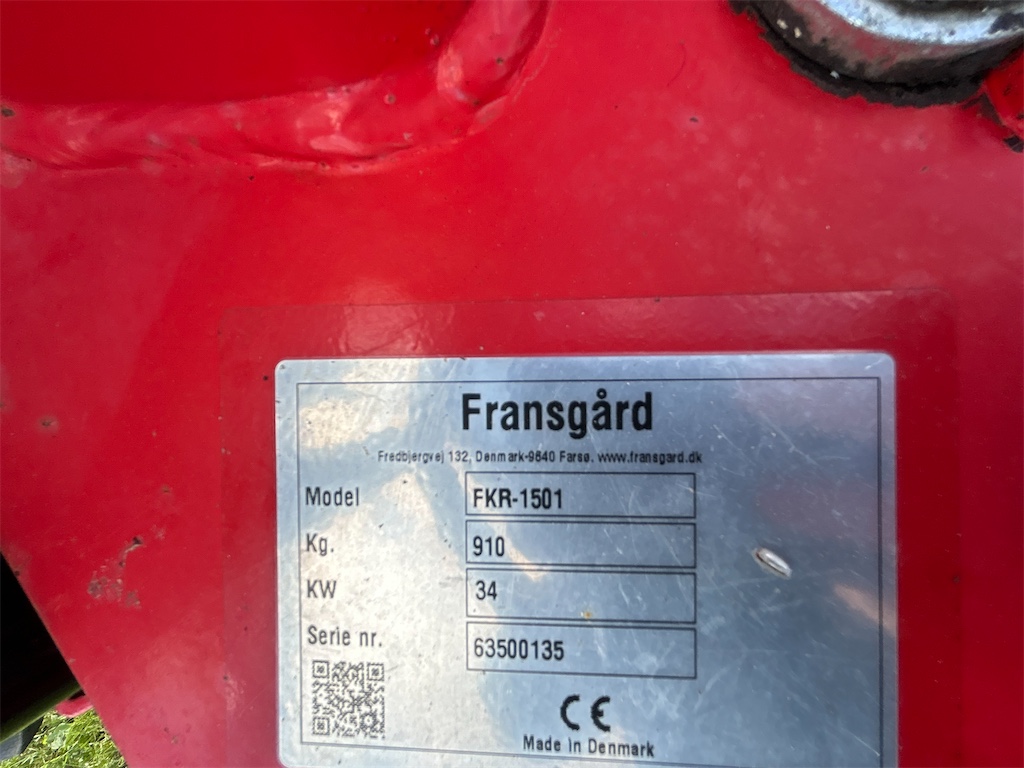 Fransgård
Fredbjergvej 132, Denmark-9640 Farsø. www.fransgard.dk
Model FKR-1501
Kg. 910
KW 34
Serie nr. 63500135
CE
Made in Denmark